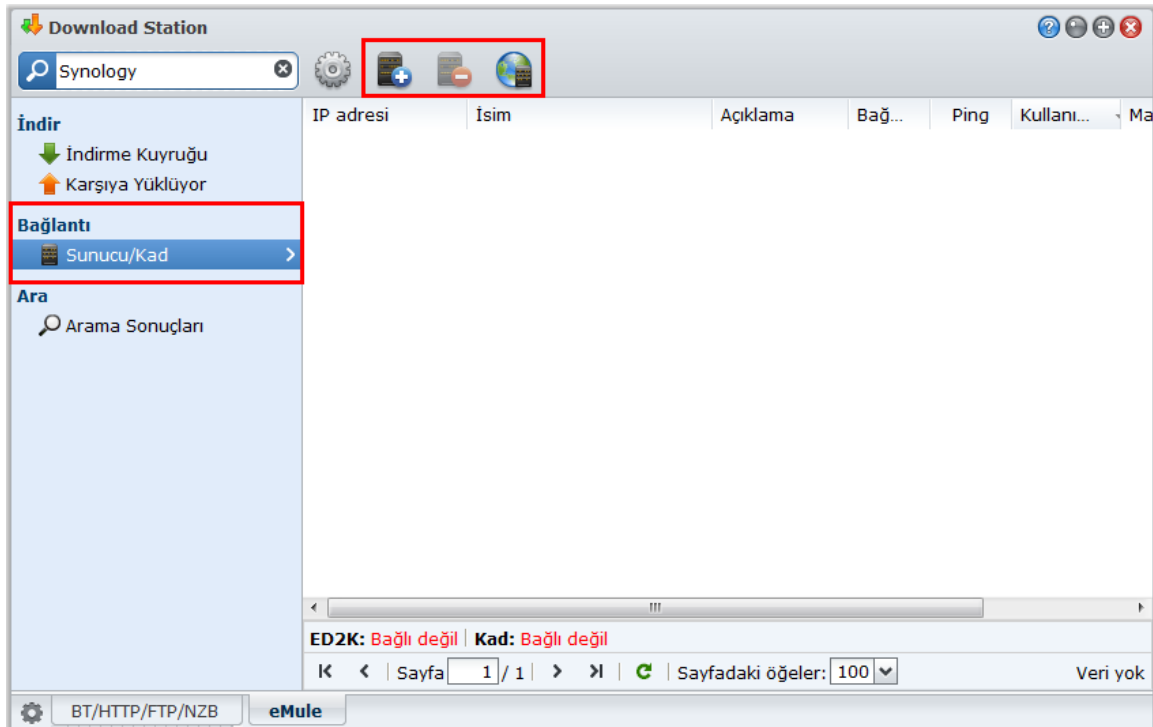 Download Station
Synology
İndir
İndirme Kuyruğu
Karşıya Yüklüyor
Bağlantı
Sunucu/Kad
Ara
Arama Sonuçları
IP adresi İsim Açıklama Bağ... Ping Kullanı... Ma
ED2K: Bağlı değil Kad: Bağlı değil
Sayfa 1 / 1 Sayfadaki öğeler: 100 Veri yok
BT/HTTP/FTP/NZB eMule